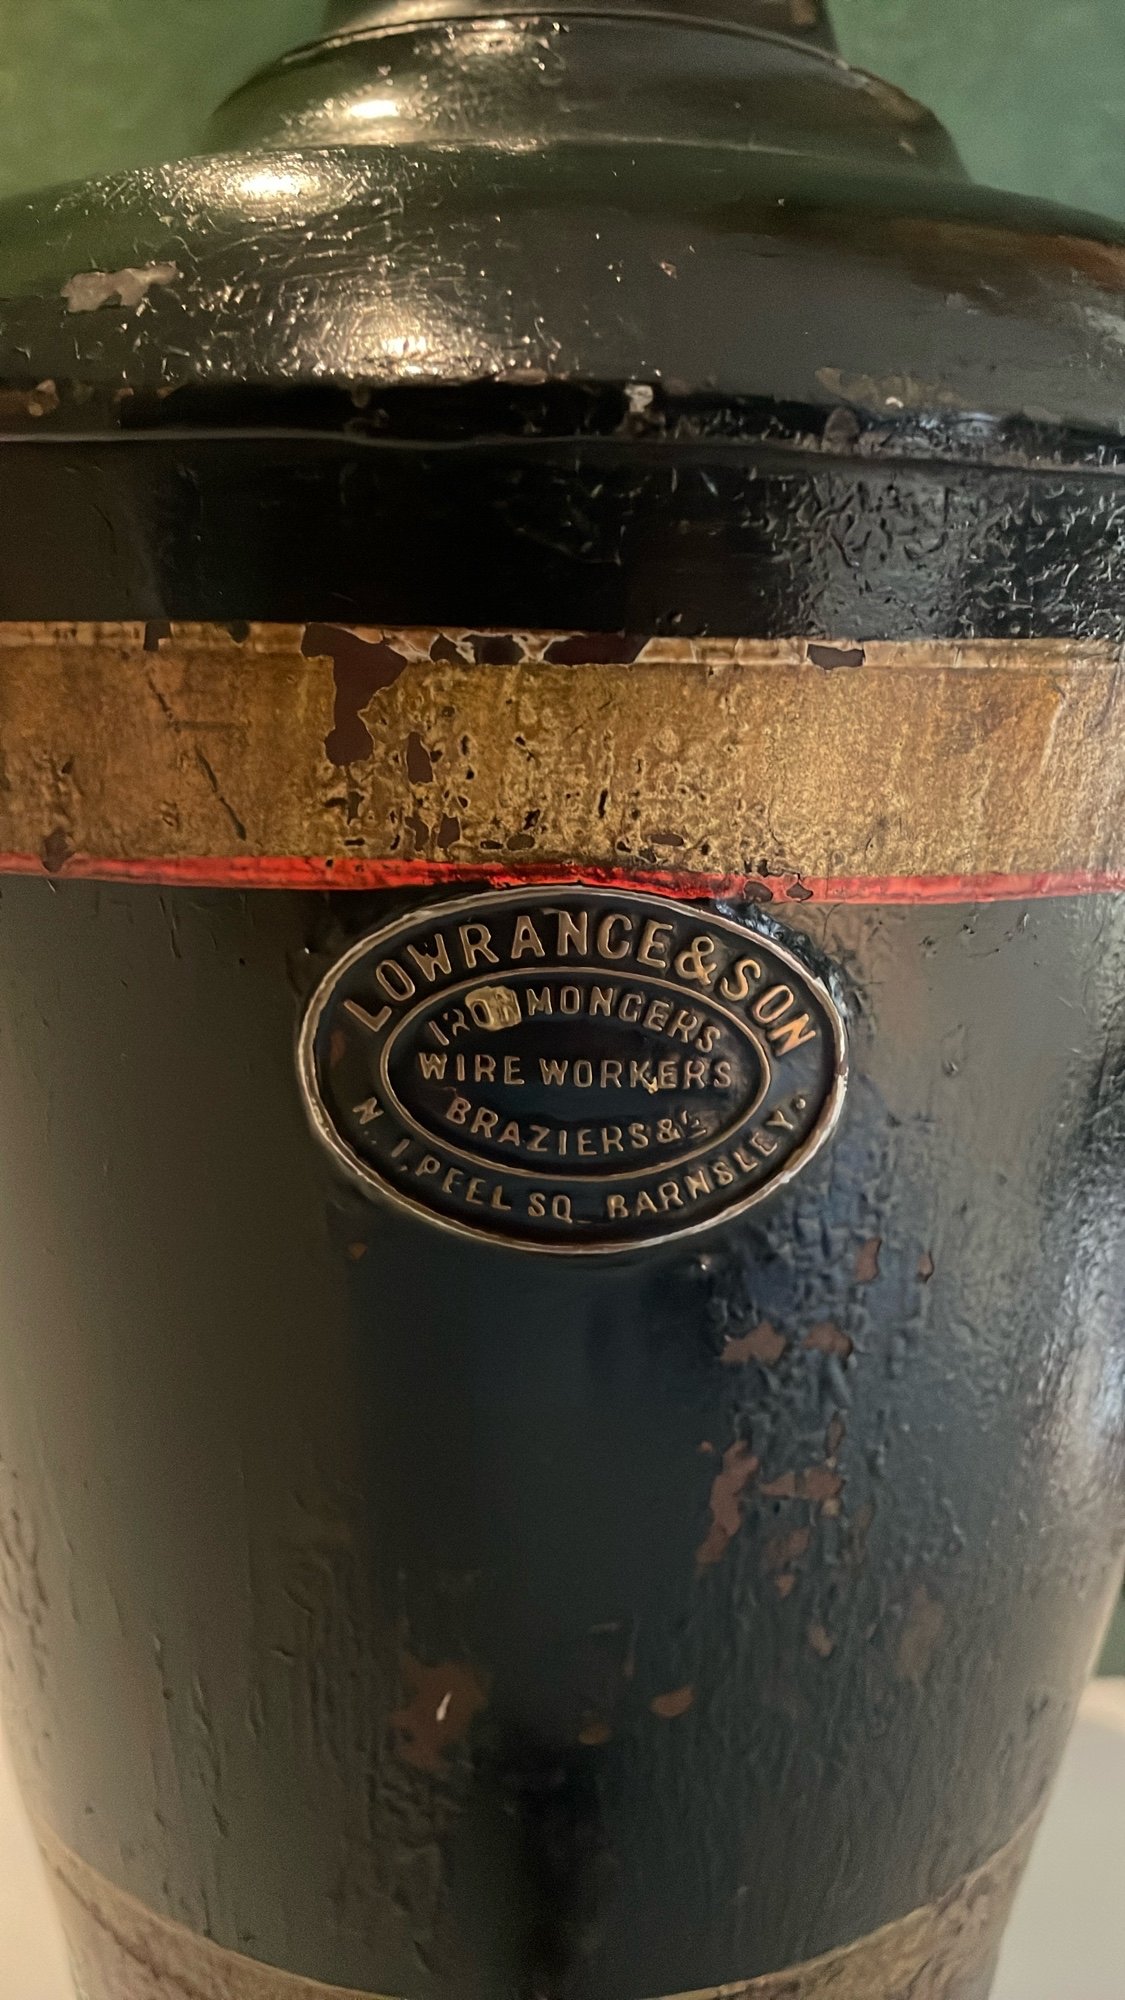 LOWRANCE & SON
IRONMONGERS
WIRE WORKERS
BRAZIERS &
N. 1, PEEL SQ. BARNSLEY.